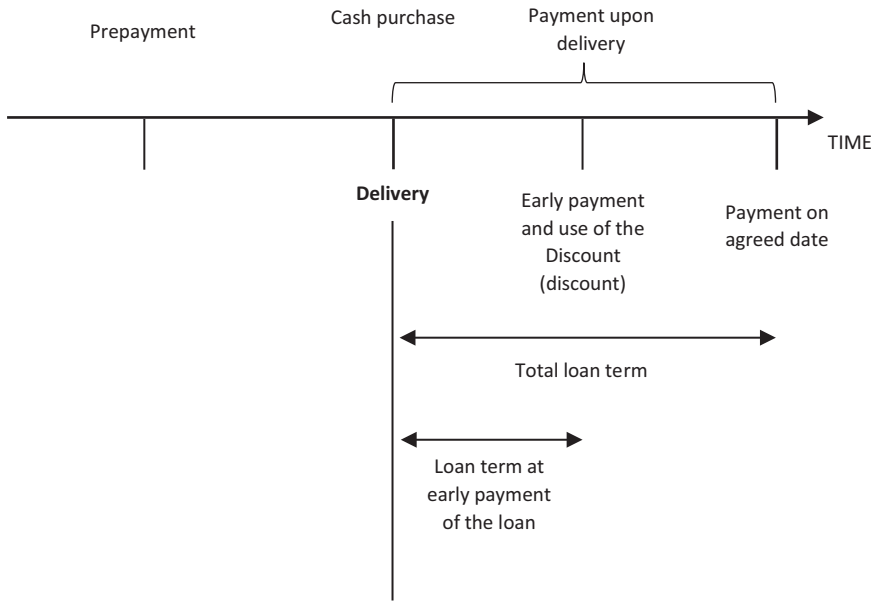 Prepayment
Cash purchase
Payment upon
delivery
TIME
Delivery
Early payment
and use of the
Discount
(discount)
Payment on
agreed date
Total loan term
Loan term at
early payment
of the loan